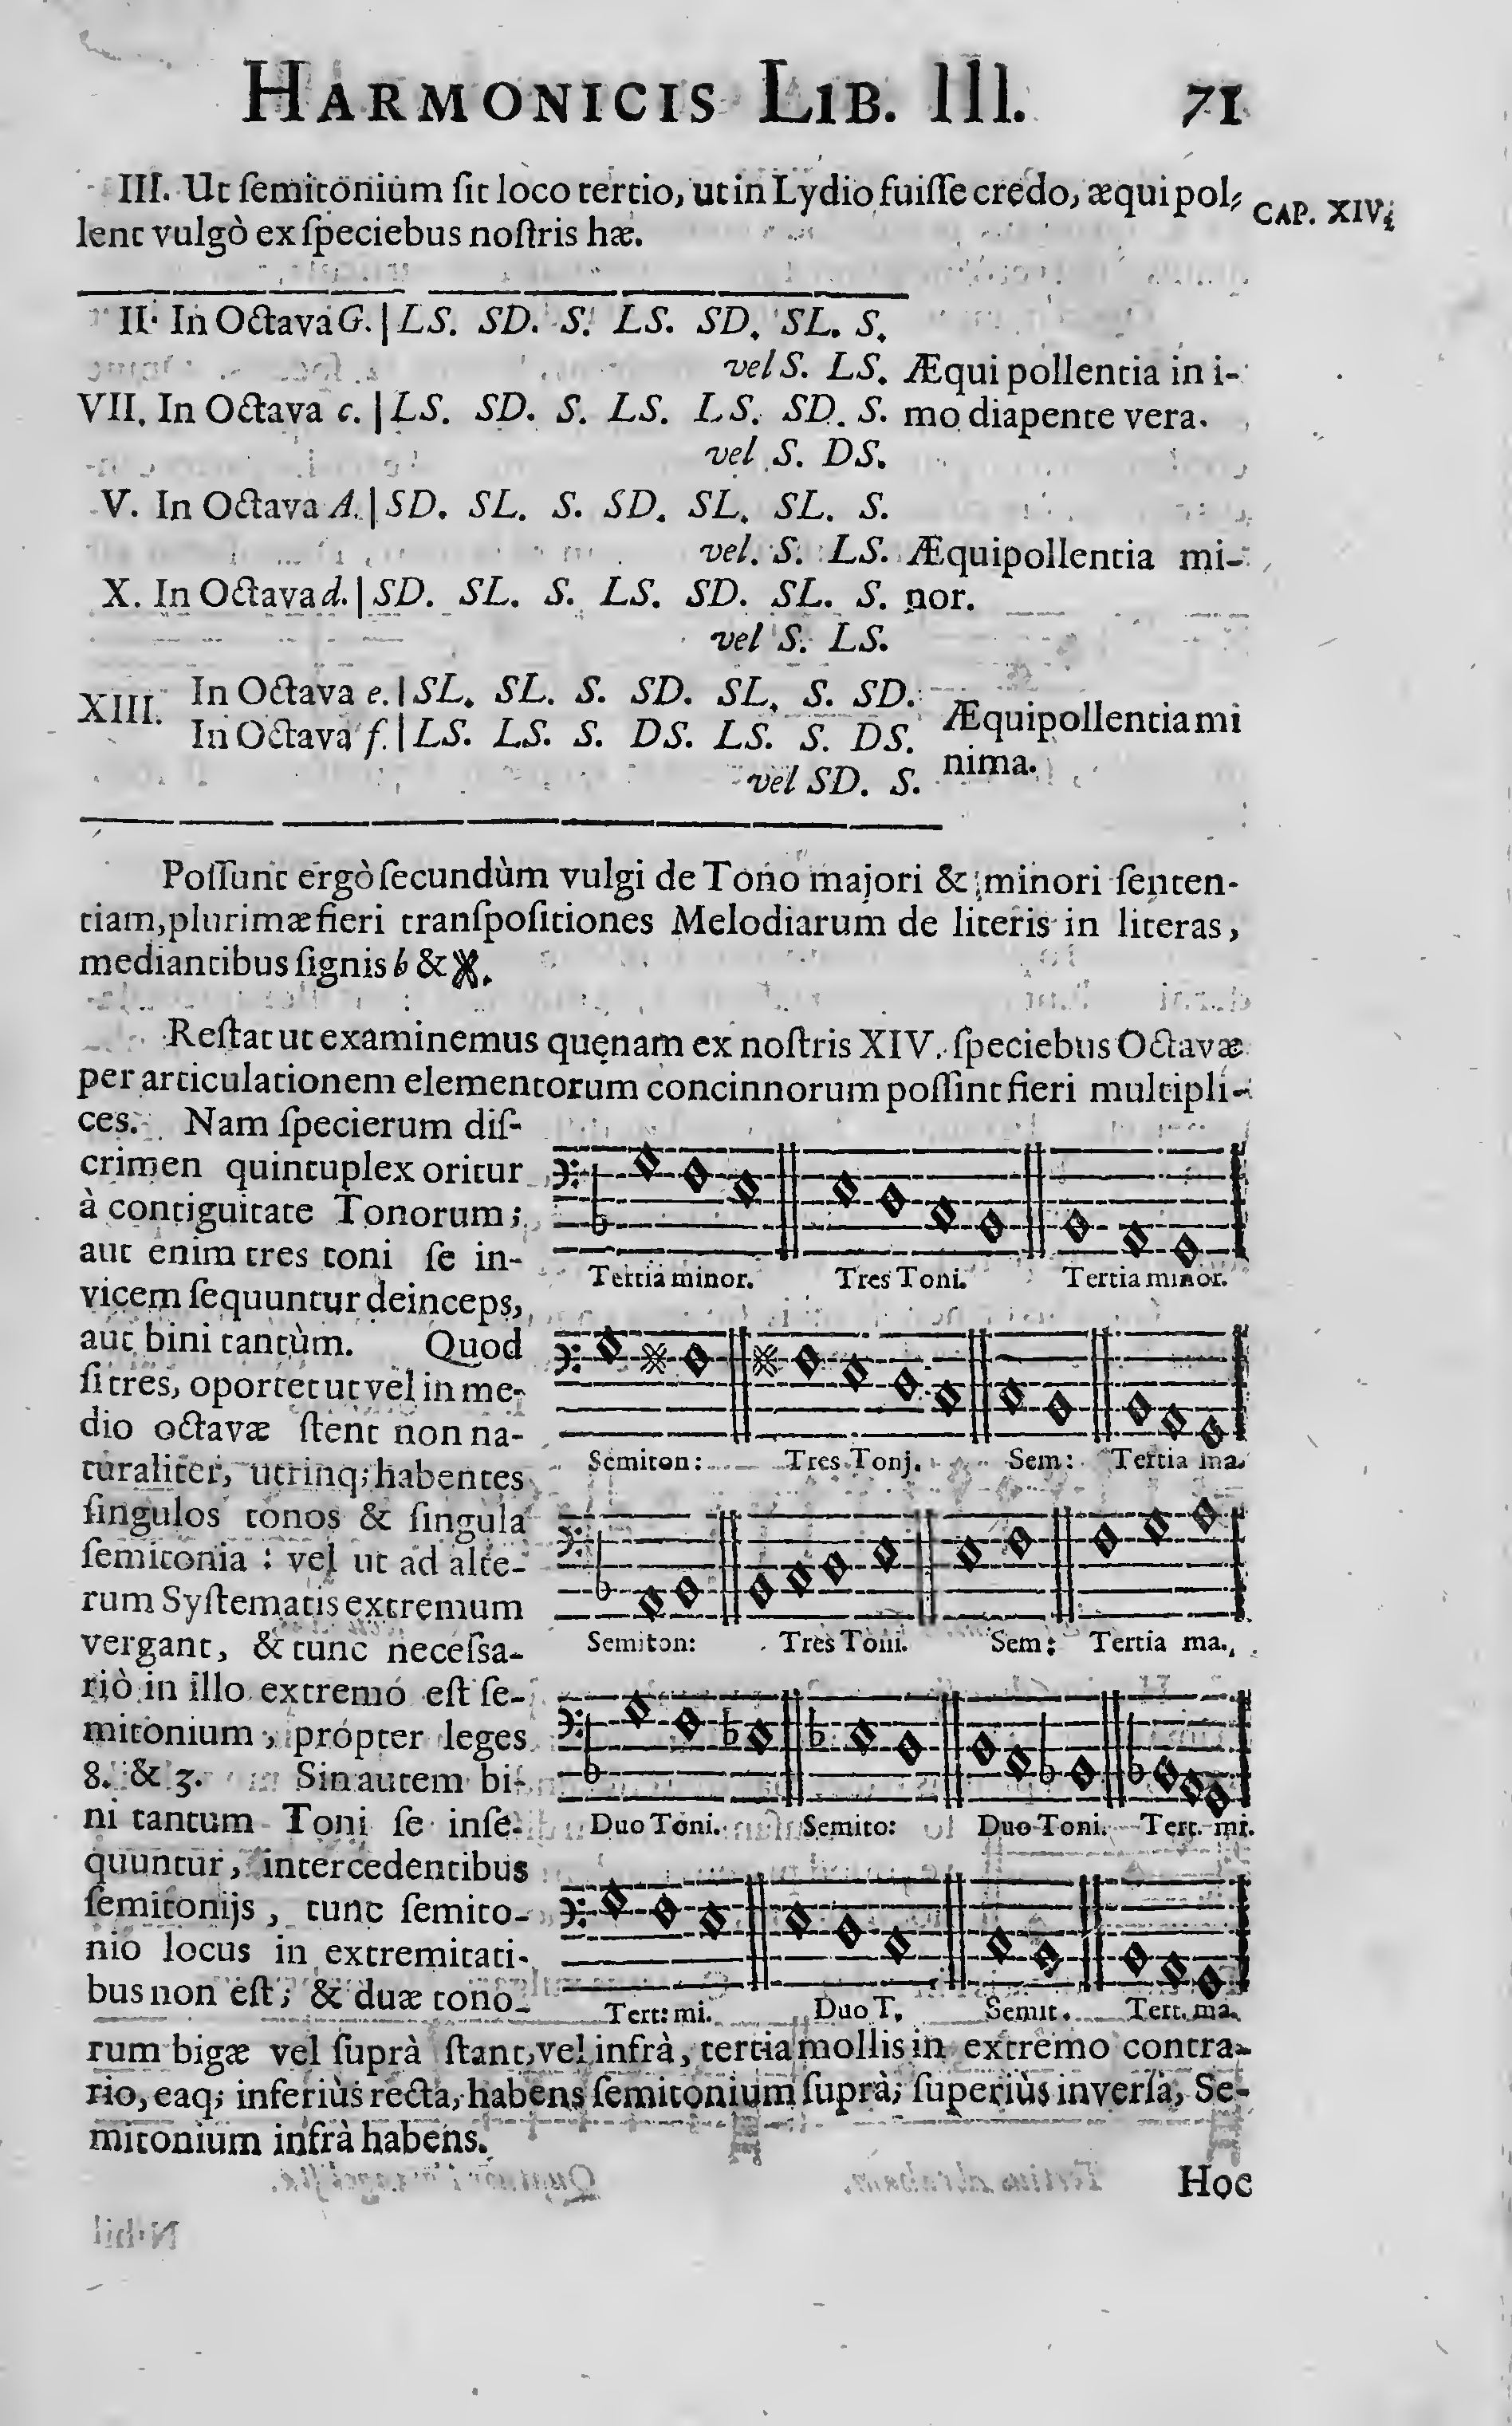 HARMONICIS LIB. III. 71
III. Ut ſemitonium ſit loco tertio, ut in Lydio fuiſſe credo, æquipol-
CAP. XIV.
lent vulgò ex ſpeciebus noſtris hæ.
II. In Octava G. | LS. SD. S. LS. SD. SL. S.
vel S. LS. Æquipollentia in i-
VII. In Octava c. | LS. SD. S. LS. LS. SD. S. mo diapente vera.
vel S. DS.
V. In Octava A. | SD. SL. S. SD. SL. SL. S.
vel. S. LS. Æquipollentia mi-
X. In Octava d. | SD. SL. S. LS. SD. SL. S. nor.
vel S. LS.
XIII. In Octava e. | SL. SL. S. SD. SL. S. SD.
In Octava f. | LS. LS. S. DS. LS. S. DS.
Æquipollentia mi
nima.
vel SD. S.
Poſſunt ergò ſecundùm vulgi de Tono majori & minori ſenten-
tiam, plurimæ fieri tranſpoſitiones Melodiarum de literis in literas,
mediantibus ſignis b & X.
Reſtat ut examinemus quęnam ex noſtris XIV. ſpeciebus Octavæ
per articulationem elementorum concinnorum poſſint fieri multipli-
ces. Nam ſpecierum diſ-
crimen quintuplex oritur
à contiguitate Tonorum;
aut enim tres toni ſe in-
vicem ſequuntur deinceps,
aut bini tantùm. Quod
ſi tres, oportet ut vel in me-
dio octavæ ſtent non na-
turaliter, utrinq; habentes
ſingulos tonos & ſingula
ſemitonia : vel ut ad alte-
rum Syſtematis extremum
vergant, & tunc neceſsa-
riò in illo extremo eſt ſe-
mitonium, propter leges
8. & 3. Sin autem bi-
ni tantum Toni ſe inſe-
quuntur, intercedentibus
ſemitonijs, tunc ſemito-
nio locus in extremitati-
bus non eſt; & duæ tono-
Tertia minor. Tres Toni. Tertia minor.
Semiton: Tres Tonj. Sem: Tertia ma.
Semiton: Tres Toni. Sem: Tertia ma.
Duo Toni. Semito: Duo Toni. Tert. mi.
Tert: mi. Duo T. Semit. Tert. ma.
rum bigæ vel ſuprà ſtant, vel infrà, tertia mollis in extremo contra-
rio, eaq; inferiùs recta, habens ſemitonium ſuprà; ſuperiùs inverſa, Se-
mitonium infrà habens.
Hoc